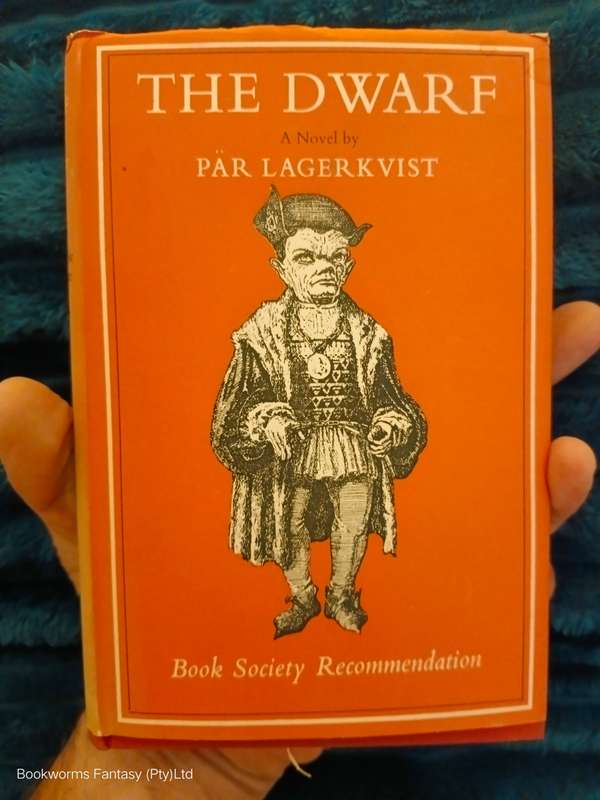 THE DWARF
A Novel by
PÄR LAGERKVIST
Book Society Recommendation
Bookworms Fantasy (Pty)Ltd